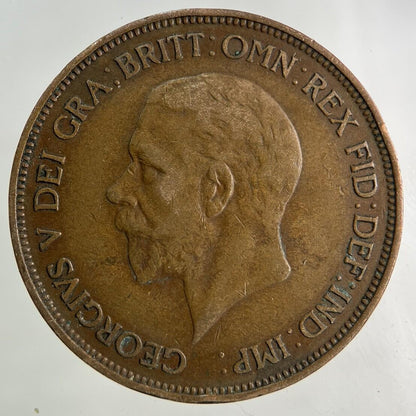 GEORGIVS V DEI GRA: BRITT: OMN: REX FID: DEF: IND: IMP: